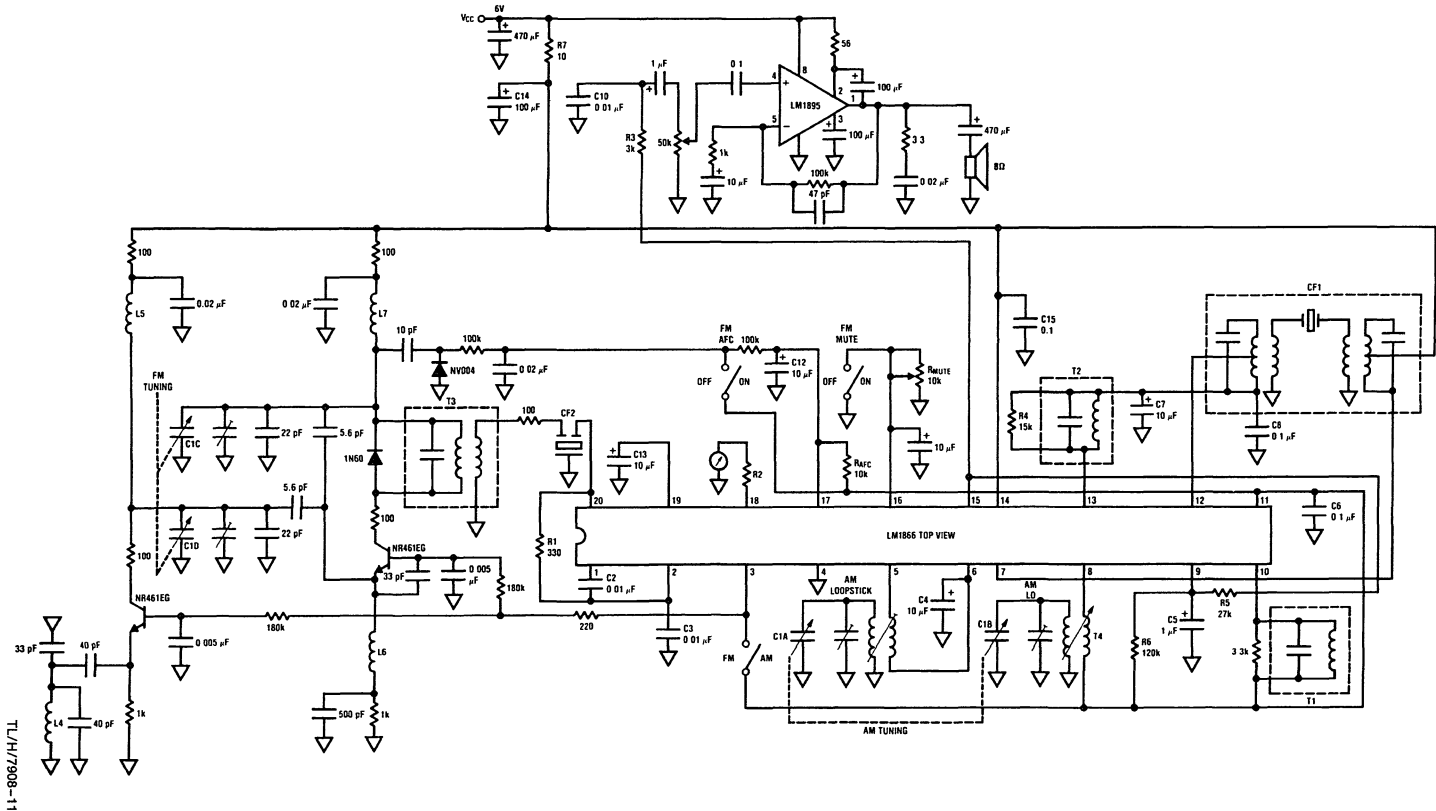 VCC 6V
470 µF
R7
10
C14
100 µF
C10
0 01 µF
R3
3k
1 µF
50k
0 1
4
+
8
56
2
1
100 µF
LM1895
5
–
3
100 µF
1k
10 µF
100k
47 pF
3 3
0 02 µF
470 µF
8Ω
100
0.02 µF
L5
0 02 µF
100
L7
10 pF
100k
NV004
0 02 µF
FM
AFC
100k
OFF
ON
C12
10 µF
FM
MUTE
OFF
ON
RMUTE
10k
C15
0.1
CF1
T2
R4
15k
C7
10 µF
C8
0 1 µF
FM
TUNING
C1C
22 pF
5.6 pF
1N60
T3
100
CF2
C13
10 µF
R2
RAFC
10k
10 µF
C1D
22 pF
5.6 pF
100
100
NR461EG
33 pF
0 005
µF
180k
R1
330
20
19
18
17
16
15
14
13
12
11
C6
0 1 µF
LM1866 TOP VIEW
1
2
3
4
5
6
7
8
9
10
C2
0 01 µF
C3
0 01 µF
NR461EG
33 pF
40 pF
0 005 µF
180k
220
L4
40 pF
1k
L6
500 pF
1k
FM
AM
C1A
AM
LOOPSTICK
C4
10 µF
AM
LO
C1B
T4
R6
120k
C5
1 µF
R5
27k
3 3k
T1
AM TUNING
TL/H/7908–11